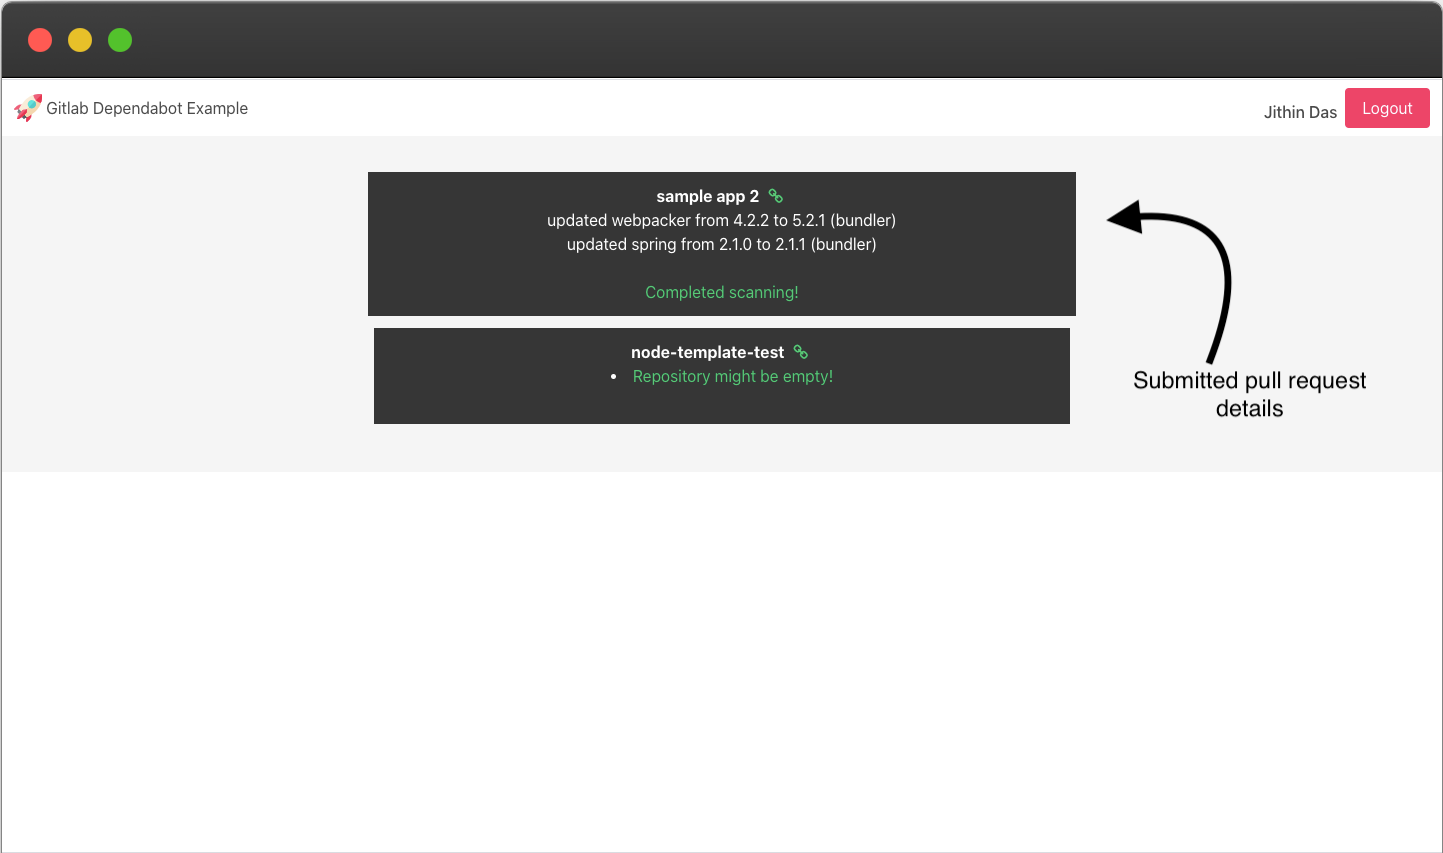 Gitlab Dependabot Example
Jithin Das
Logout
sample app 2
updated webpacker from 4.2.2 to 5.2.1 (bundler)
updated spring from 2.1.0 to 2.1.1 (bundler)
Completed scanning!
node-template-test
• Repository might be empty!
Submitted pull request
details